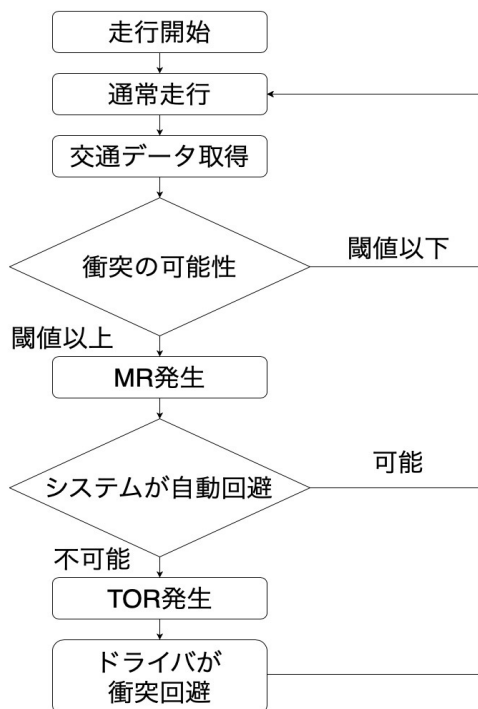 走行開始
通常走行
交通データ取得
衝突の可能性
閾値以下
閾値以上
MR発生
システムが自動回避
可能
不可能
TOR発生
ドライバが
衝突回避